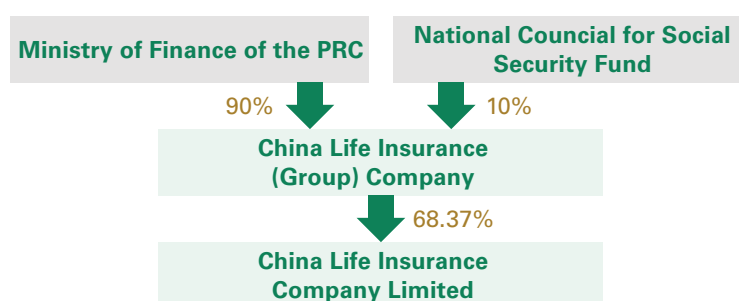 Ministry of Finance of the PRC
National Councial for Social
Security Fund
90%
10%
China Life Insurance
(Group) Company
68.37%
China Life Insurance
Company Limited